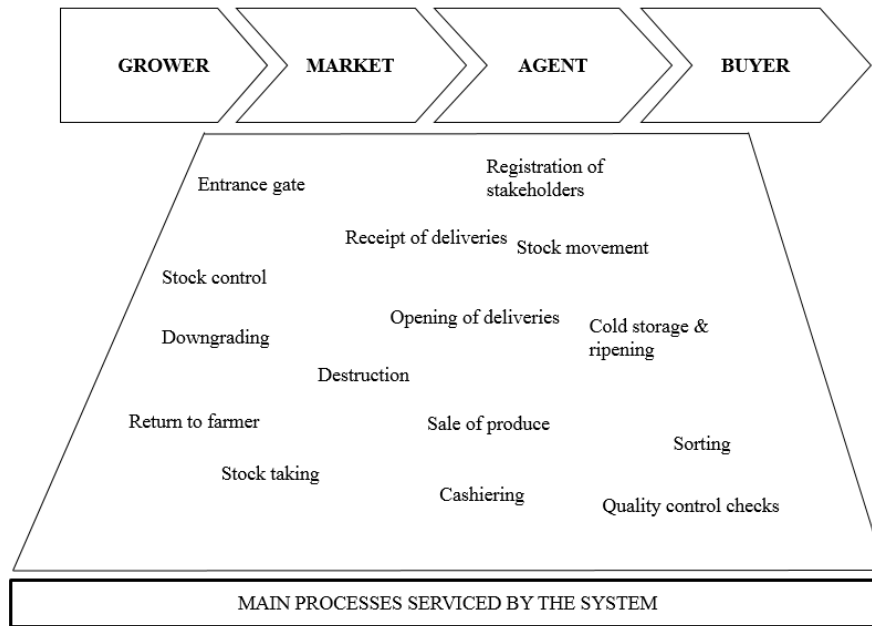 GROWER
MARKET
AGENT
BUYER
Entrance gate
Registration of
stakeholders
Receipt of deliveries
Stock movement
Stock control
Opening of deliveries
Cold storage &
ripening
Downgrading
Destruction
Return to farmer
Sale of produce
Sorting
Stock taking
Cashiering
Quality control checks
MAIN PROCESSES SERVICED BY THE SYSTEM